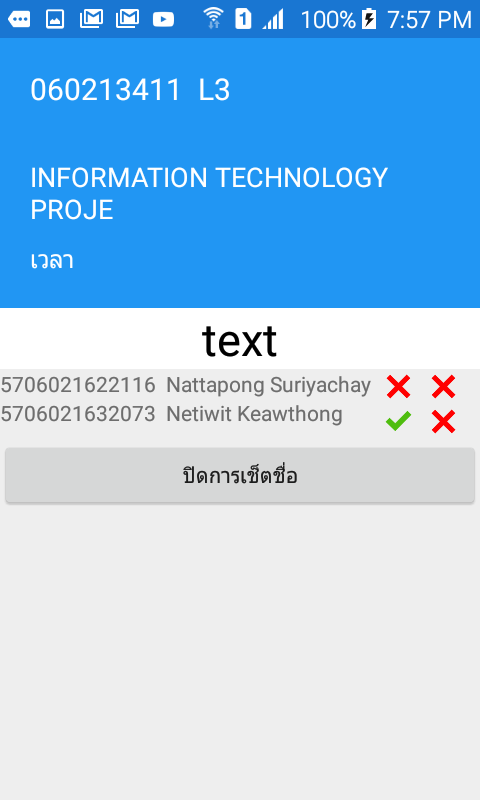 100% 7:57 PM
060213411 L3
INFORMATION TECHNOLOGY
PROJE
เวลา
text
5706021622116 Nattapong Suriyachay
5706021632073 Netiwit Keawthong
ปิดการเช็ตชื่อ